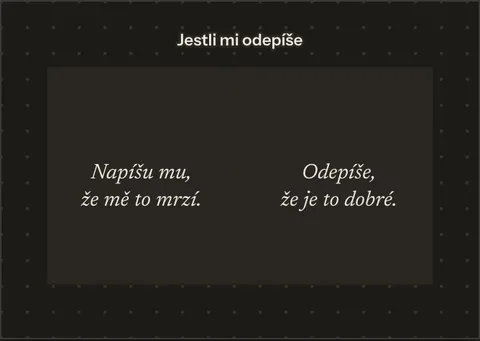 Jestli mi odepíše
Napíšu mu,
že mě to mrzí.
Odepíše,
že je to dobré.